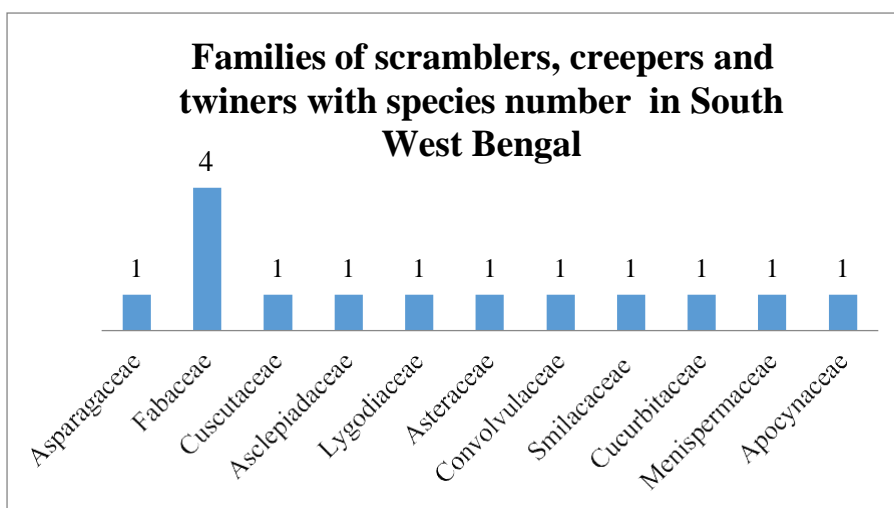 Families of scramblers, creepers and
twiners with species number in South
West Bengal
4
1
1
1
1
1
1
1
1
1
1
Asparagaceae
Fabaceae
Cuscutaceae
Asclepiadaceae
Lygodiaceae
Asteraceae
Convolvulaceae
Smilacaceae
Cucurbitaceae
Menispermaceae
Apocynaceae